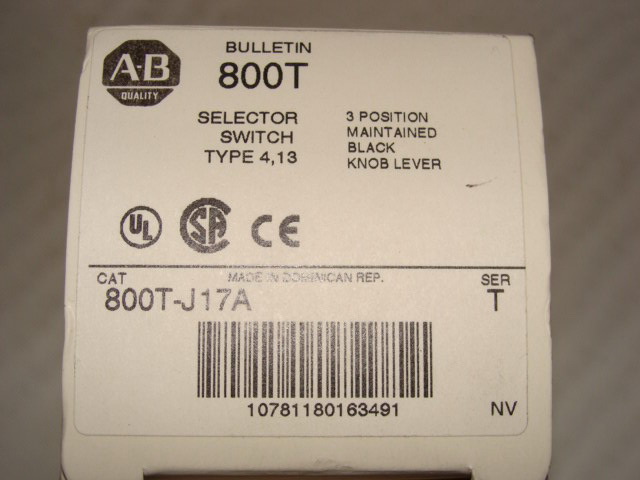 A-B
QUALITY
BULLETIN
800T
SELECTOR
SWITCH
TYPE 4,13
3 POSITION
MAINTAINED
BLACK
KNOB LEVER
UL
SA
CE
CAT
MADE IN DOMINICAN REP.
SER
800T-J17A
T
10781180163491
NV